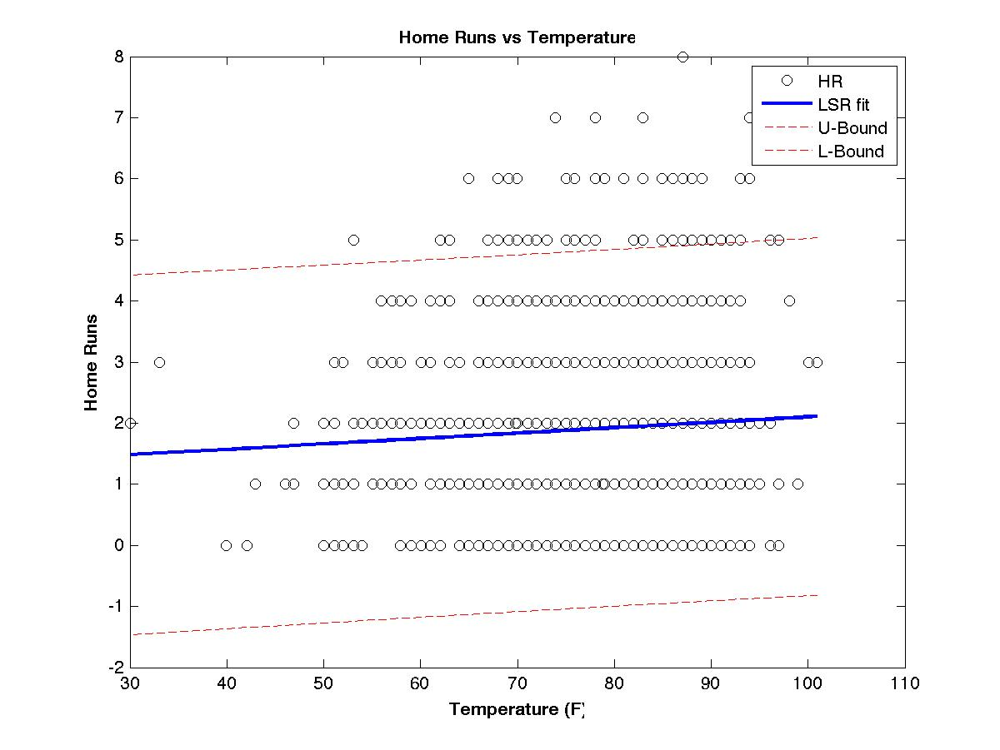 Home Runs vs Temperature
8
7
6
5
4
3
2
1
0
-1
-2
Home Runs
HR
LSR fit
U-Bound
L-Bound
30 40 50 60 70 80 90 100 110
Temperature (F)